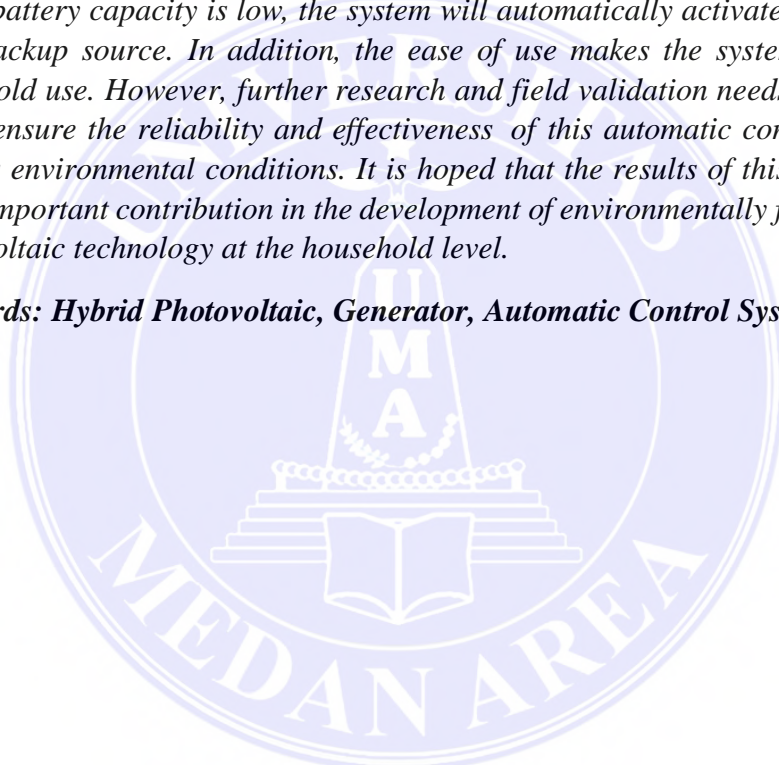 battery capacity is low, the system will automatically activate
ackup source. In addition, the ease of use makes the syste
old use. However, further research and field validation need
ensure the reliability and effectiveness of this automatic con
environmental conditions. It is hoped that the results of this
mportant contribution in the development of environmentally f
oltaic technology at the household level.
rds: Hybrid Photovoltaic, Generator, Automatic Control Sys
UNIVERSITAS
U
M
A
MEDAN AREA